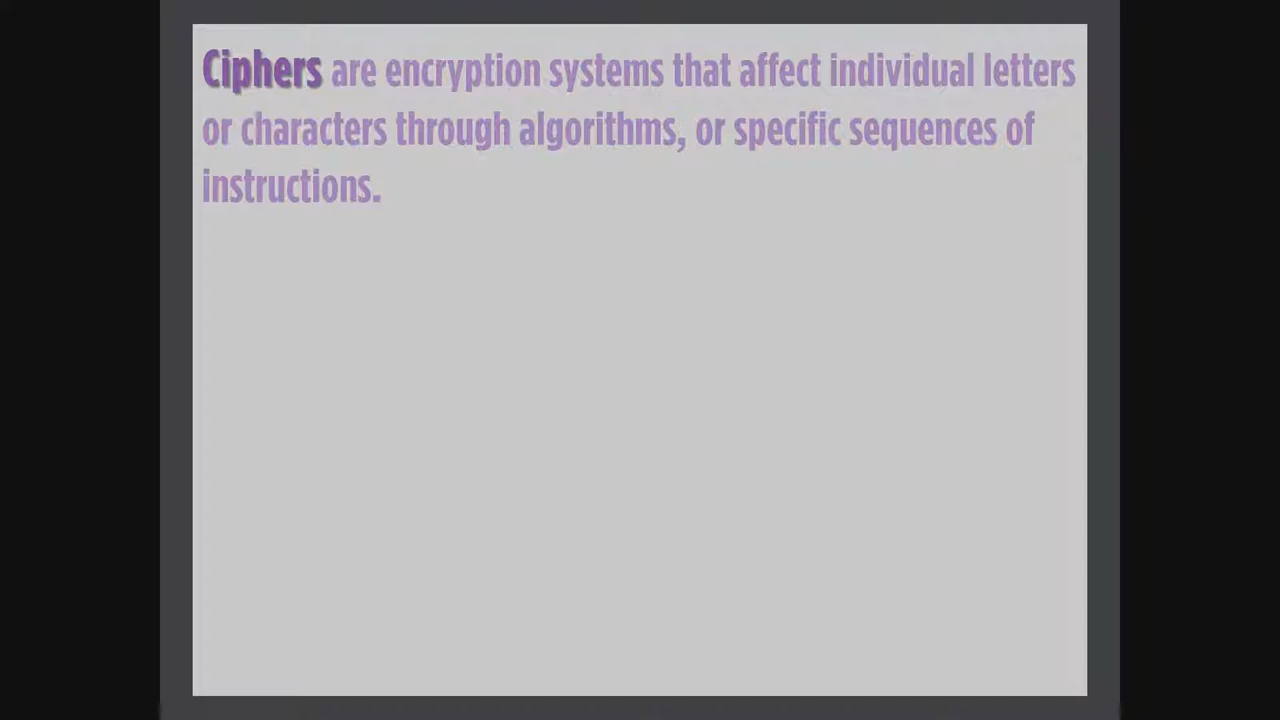 Ciphers are encryption systems that affect individual letters
or characters through algorithms, or specific sequences of
instructions.